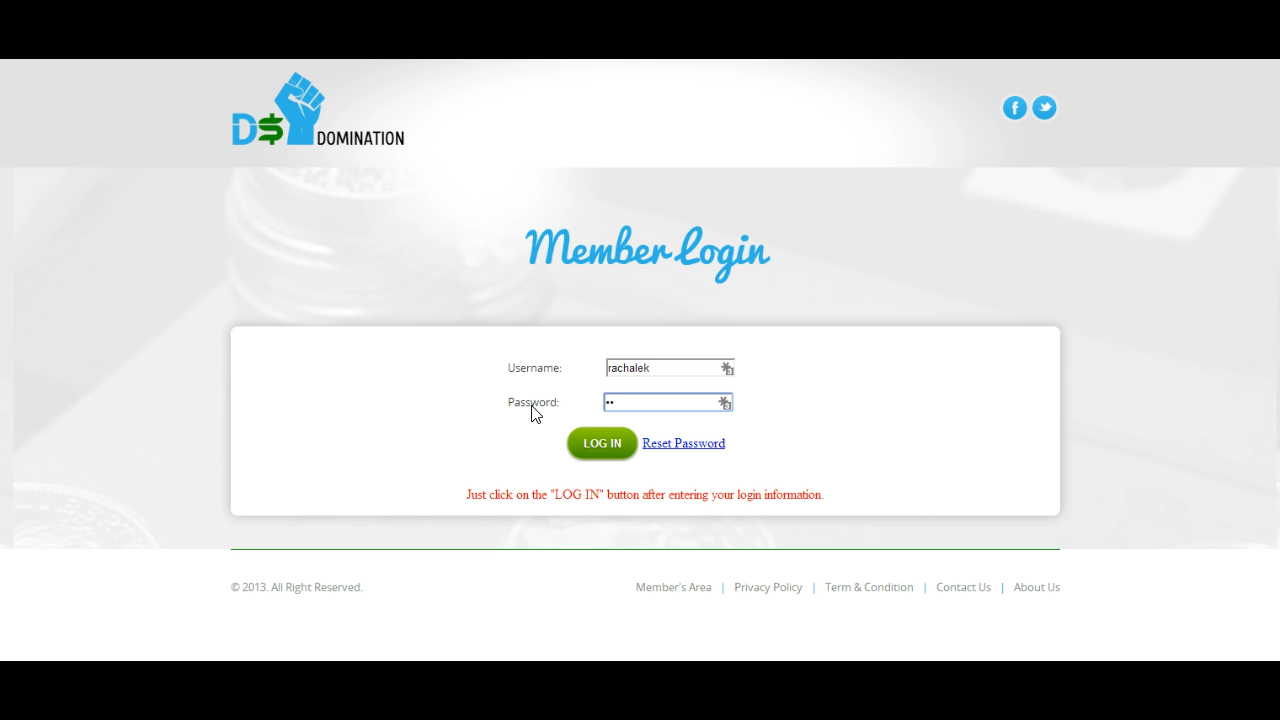 D$ DOMINATION
Member Login
Username: rachalek
Password: ••
LOG IN Reset Password
Just click on the "LOG IN" button after entering your login information.
© 2013. All Right Reserved. Member's Area | Privacy Policy | Term & Condition | Contact Us | About Us